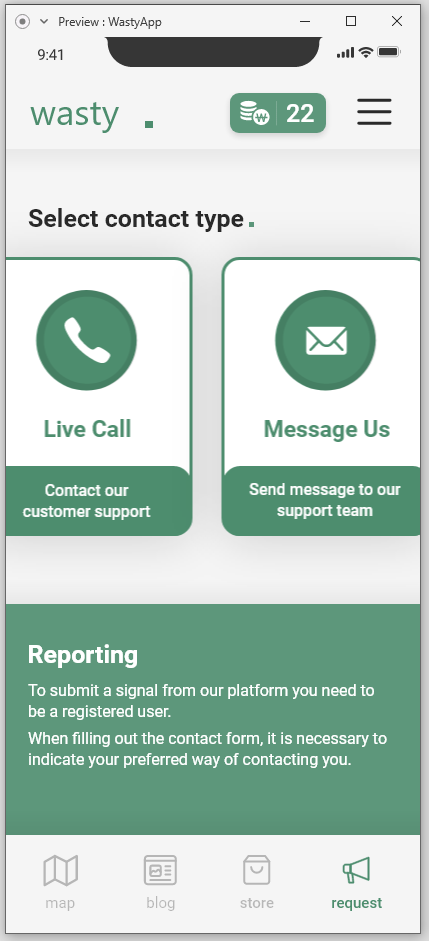 Preview : WastyApp
9:41
wasty.
₩ 22
Select contact type.
Live Call
Contact our
customer support
Message Us
Send message to our
support team
Reporting
To submit a signal from our platform you need to
be a registered user.
When filling out the contact form, it is necessary to
indicate your preferred way of contacting you.
map
blog
store
request